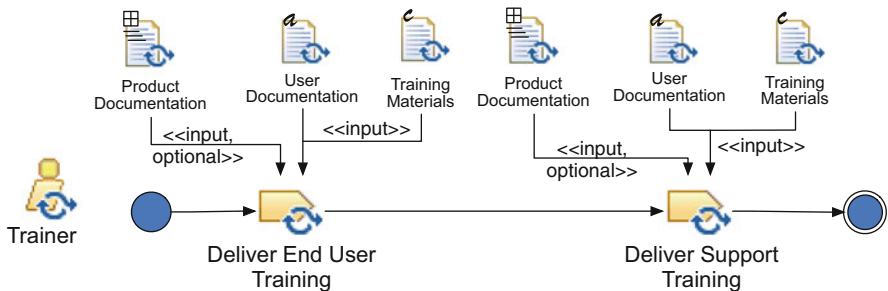 Product
Documentation
User
Documentation
Training
Materials
Product
Documentation
User
Documentation
Training
Materials
<<input,
optional>>
<<input>>
<<input,
optional>>
<<input>>
Trainer
Deliver End User
Training
Deliver Support
Training
a
c
a
c